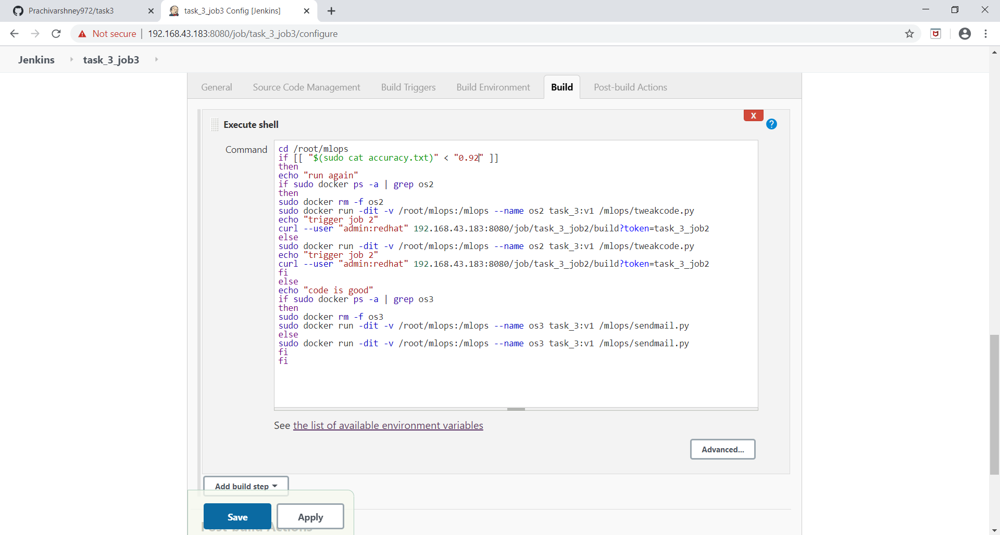 Prachivarshney972/task3
task_3_job3 Config [Jenkins]
Not secure
192.168.43.183:8080/job/task_3_job3/configure
Jenkins
task_3_job3
General
Source Code Management
Build Triggers
Build Environment
Build
Post-build Actions
X
?
Execute shell
Command
cd /root/mlops
if [[ "$(sudo cat accuracy.txt)" < "0.92" ]]
then
echo "run again"
if sudo docker ps -a | grep os2
then
sudo docker rm -f os2
sudo docker run -dit -v /root/mlops:/mlops --name os2 task_3:v1 /mlops/tweakcode.py
echo "trigger job 2"
curl --user "admin:redhat" 192.168.43.183:8080/job/task_3_job2/build?token=task_3_job2
else
sudo docker run -dit -v /root/mlops:/mlops --name os2 task_3:v1 /mlops/tweakcode.py
echo "trigger job 2"
curl --user "admin:redhat" 192.168.43.183:8080/job/task_3_job2/build?token=task_3_job2
fi
else
echo "code is good"
if sudo docker ps -a | grep os3
then
sudo docker rm -f os3
sudo docker run -dit -v /root/mlops:/mlops --name os3 task_3:v1 /mlops/sendmail.py
else
sudo docker run -dit -v /root/mlops:/mlops --name os3 task_3:v1 /mlops/sendmail.py
fi
fi
See the list of available environment variables
Advanced...
Add build step
Save
Apply
Post-build Actions